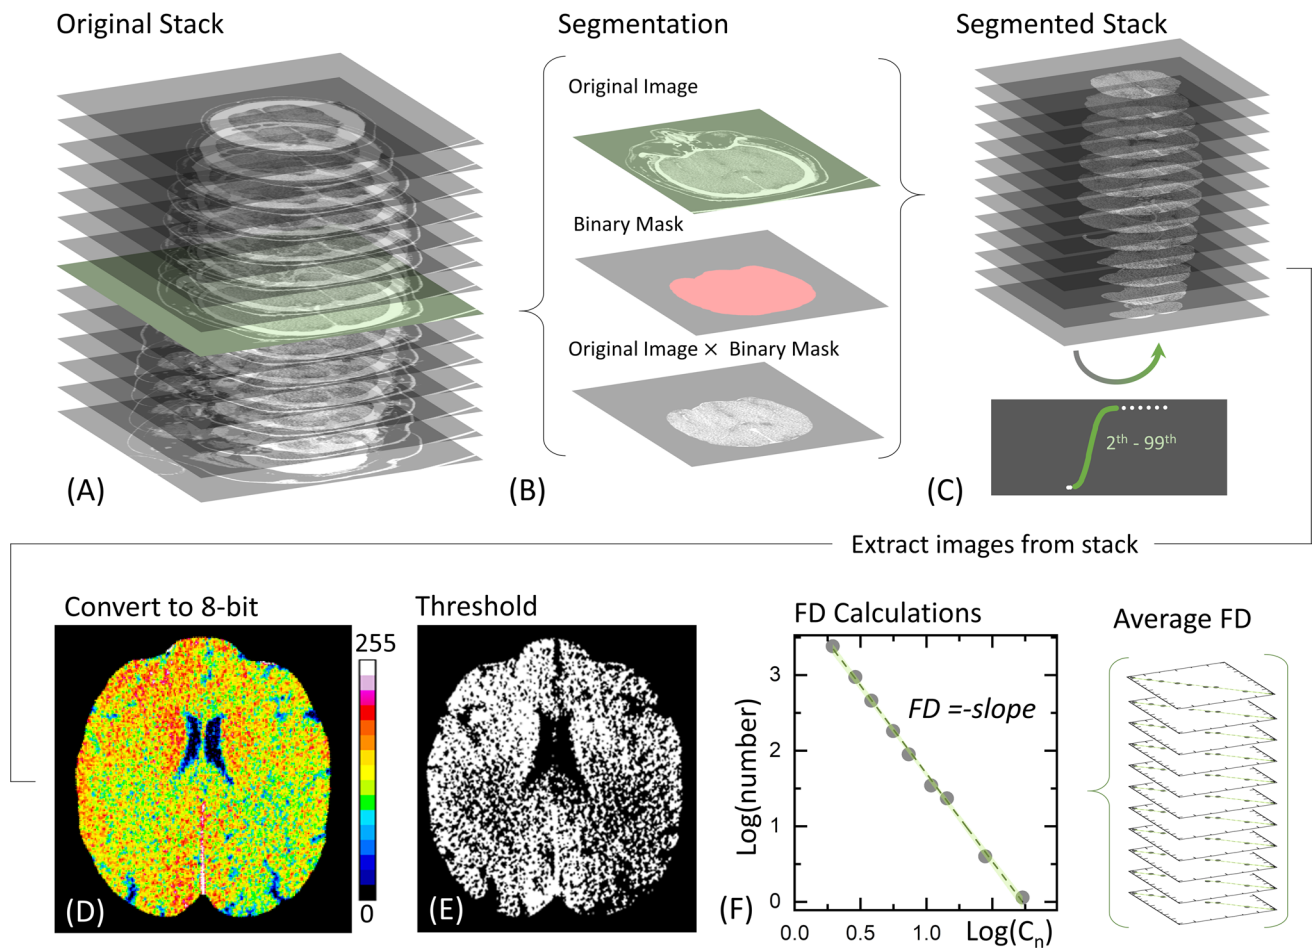 Original Stack
Segmentation
Segmented Stack
Original Image
Binary Mask
Original Image × Binary Mask
2th - 99th
(A)
(B)
(C)
Extract images from stack
Convert to 8-bit
Threshold
FD Calculations
Average FD
255
0
FD =-slope
Log(number)
3
2
1
0
0.0
0.5
1.0
Log(Cn)
(D)
(E)
(F)